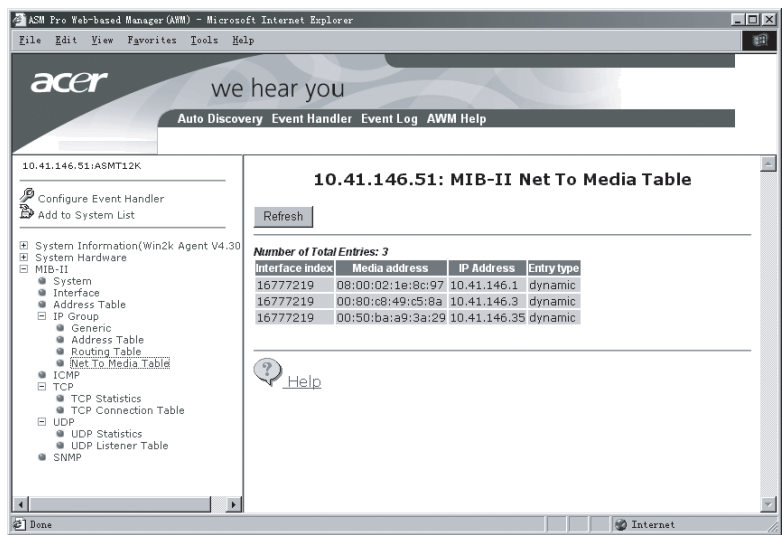 ASM Pro Web-based Manager (AWM) - Microsoft Internet Explorer
File Edit View Favorites Tools Help
acer
we hear you
Auto Discovery Event Handler Event Log AWM Help
10.41.146.51:ASMT12K
Configure Event Handler
Add to System List
System Information(Win2k Agent V4.30
System Hardware
MIB-II
System
Interface
Address Table
IP Group
Generic
Address Table
Routing Table
Net To Media Table
ICMP
TCP
TCP Statistics
TCP Connection Table
UDP
UDP Statistics
UDP Listener Table
SNMP
10.41.146.51: MIB-II Net To Media Table
Refresh
Number of Total Entries: 3
Interface index Media address IP Address Entry type
16777219 08:00:02:1e:8c:97 10.41.146.1 dynamic
16777219 00:80:c8:49:c5:8a 10.41.146.3 dynamic
16777219 00:50:ba:a9:3a:29 10.41.146.35 dynamic
Help
Done
Internet